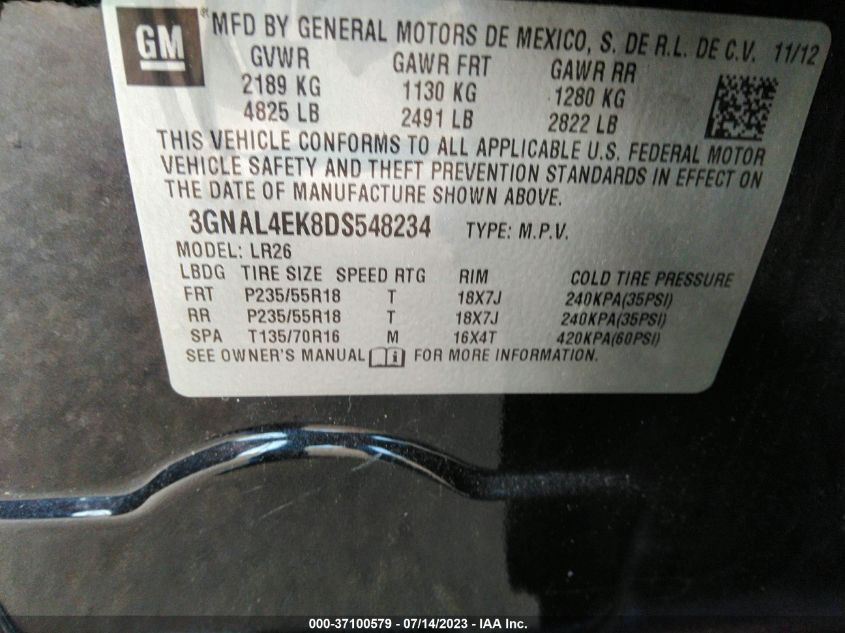 GM ® MFD BY GENERAL MOTORS DE MEXICO, S. DE R.L. DE C.V. 11/12
GVWR GAWR FRT GAWR RR
2189 KG 1130 KG 1280 KG
4825 LB 2491 LB 2822 LB
THIS VEHICLE CONFORMS TO ALL APPLICABLE U.S. FEDERAL MOTOR
VEHICLE SAFETY AND THEFT PREVENTION STANDARDS IN EFFECT ON
THE DATE OF MANUFACTURE SHOWN ABOVE.
3GNAL4EK8DS548234 TYPE: M.P.V.
MODEL: LR26
LBDG TIRE SIZE SPEED RTG RIM COLD TIRE PRESSURE
FRT P235/55R18 T 18X7J 240KPA(35PSI)
RR P235/55R18 T 18X7J 240KPA(35PSI)
SPA T135/70R16 M 16X4T 420KPA(60PSI)
SEE OWNER'S MANUAL i FOR MORE INFORMATION.
000-37100579 / 07/14/2023 - IAA Inc.